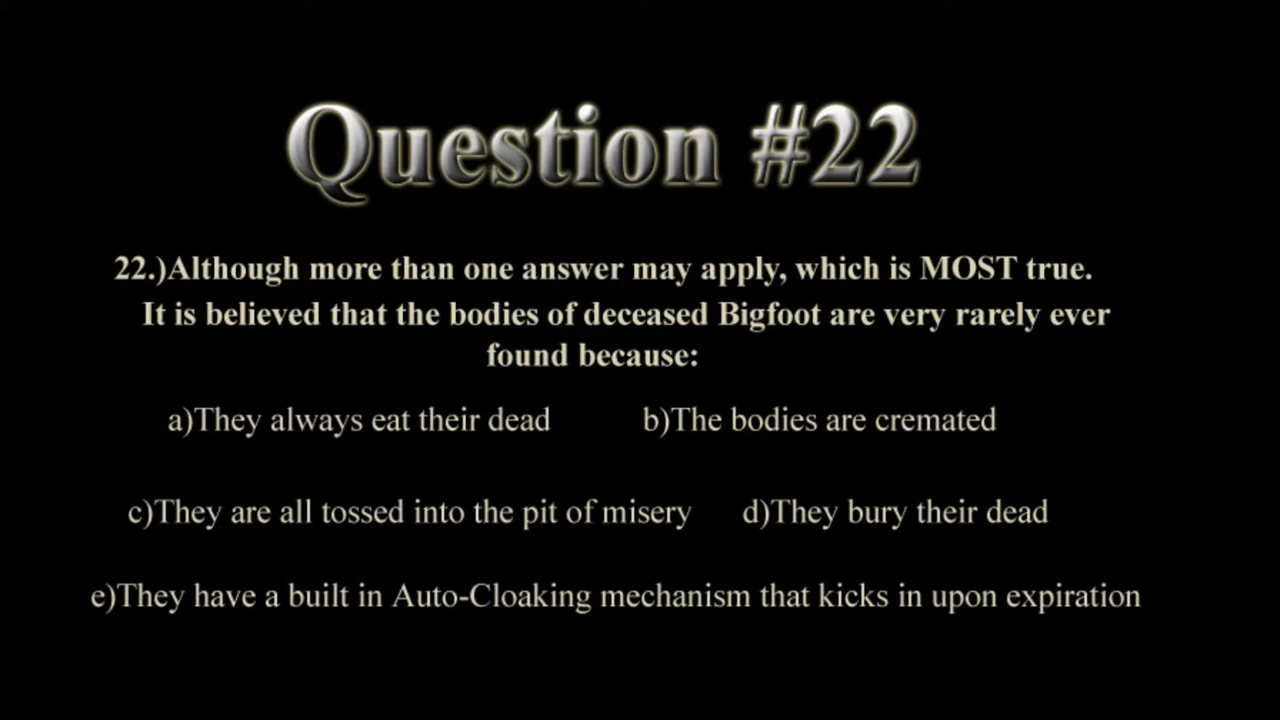 Question #22
22.)Although more than one answer may apply, which is MOST true.
It is believed that the bodies of deceased Bigfoot are very rarely ever
found because:
a)They always eat their dead b)The bodies are cremated
c)They are all tossed into the pit of misery d)They bury their dead
e)They have a built in Auto-Cloaking mechanism that kicks in upon expiration